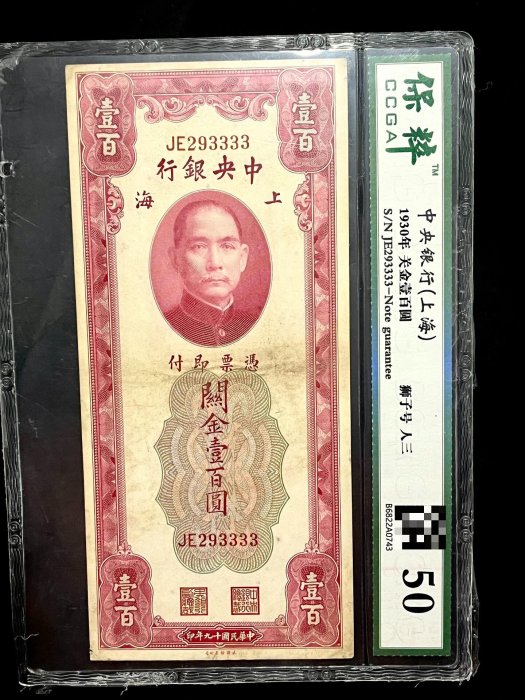 壹百
壹百
JE293333
中央銀行
上海
憑票即付
關金壹百圓
JE293333
壹百
壹百
中華民國十九年印
保粹
CCGA
TM
中央银行(上海)
1930年 关金壹百圆
S/N JE293333-Note guarantee
狮子号 人三
B6822A0743
50